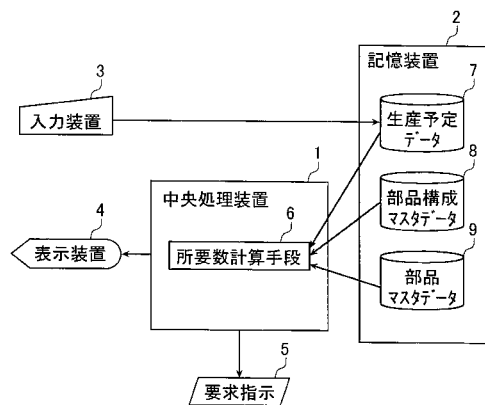 2
記憶装置
3
7
入力装置
生産予定
データ
1
8
中央処理装置
部品構成
マスタデータ
4
6
9
表示装置
所要数計算手段
部品
マスタデータ
5
要求指示